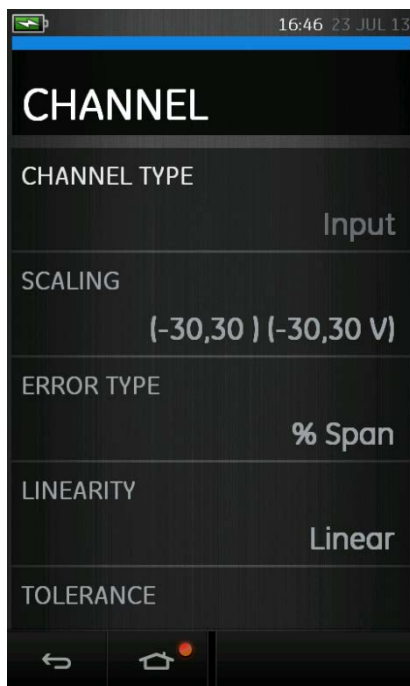 16:46 23 JUL 13
CHANNEL
CHANNEL TYPE
Input
SCALING
(-30,30 ) (-30,30 V)
ERROR TYPE
% Span
LINEARITY
Linear
TOLERANCE